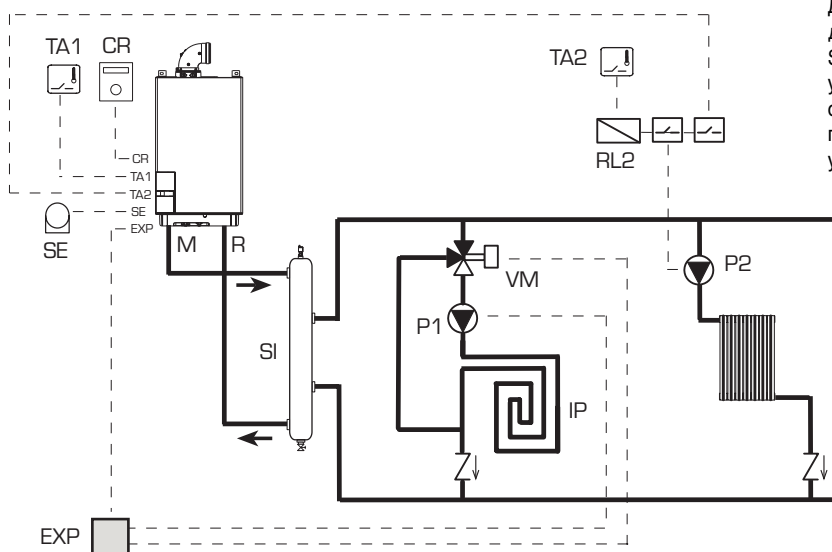 TA1 CR
TA2
RL2
CR
TA1
TA2
SE
EXP
SE
M R
SI
VM
P1
IP
P2
EXP